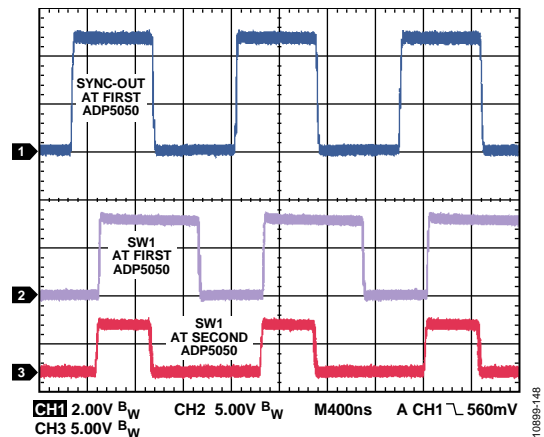 SYNC-OUT
AT FIRST
ADP5050
1
SW1
AT FIRST
ADP5050
2
SW1
AT SECOND
ADP5050
3
CH1 2.00V BW CH2 5.00V BW M400ns A CH1 ﹨ 560mV
CH3 5.00V BW
10899-148